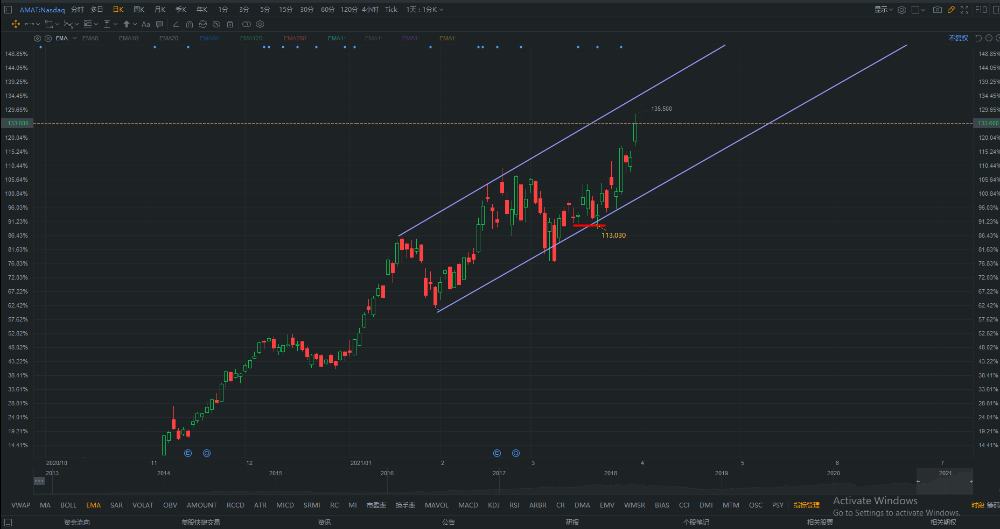 AMAT:Nasdaq 分时 多日 日K 周K 月K 季K 年K 1分 3分 5分 15分 30分 60分 120分 4小时 Tick 1天 : 1分K 显示 F10
Aa
EMA EMA5: EMA10: EMA20: EMA60: EMA120: EMA250: EMA1: EMA1: EMA1: EMA1: 不复权
148.85% 148.85%
144.05% 144.05%
139.25% 139.25%
134.45% 134.45%
129.65% 135.500 129.65%
133.600 133.600
120.04% 120.04%
115.24% 115.24%
110.44% 110.44%
105.64% 105.64%
100.84% 100.84%
96.03% 96.03%
91.23% 91.23%
86.43% 113.030 86.43%
81.63% 81.63%
76.83% 76.83%
72.03% 72.03%
67.22% 67.22%
62.42% 62.42%
57.62% 57.62%
52.82% 52.82%
48.02% 48.02%
43.22% 43.22%
38.41% 38.41%
33.61% 33.61%
28.81% 28.81%
24.01% 24.01%
19.21% 19.21%
14.41% 14.41%
E Q E Q
2020/10 11 12 2021/01 2 3 4 5 6 7
2013 2014 2015 2016 2017 2018 2019 2020 2021
VWAP MA BOLL EMA SAR VOLAT OBV AMOUNT RCCD ATR MICD SRMI RC MI 市盈率 换手率 MAVOL MACD KDJ RSI ARBR CR DMA EMV WMSR BIAS CCI DMI MTM OSC PSY 指标管理 时段 筹码
Activate Windows
Go to Settings to activate Windows.
资金流向 美股快捷交易 资讯 公告 研报 个股笔记 相关股票 相关期权